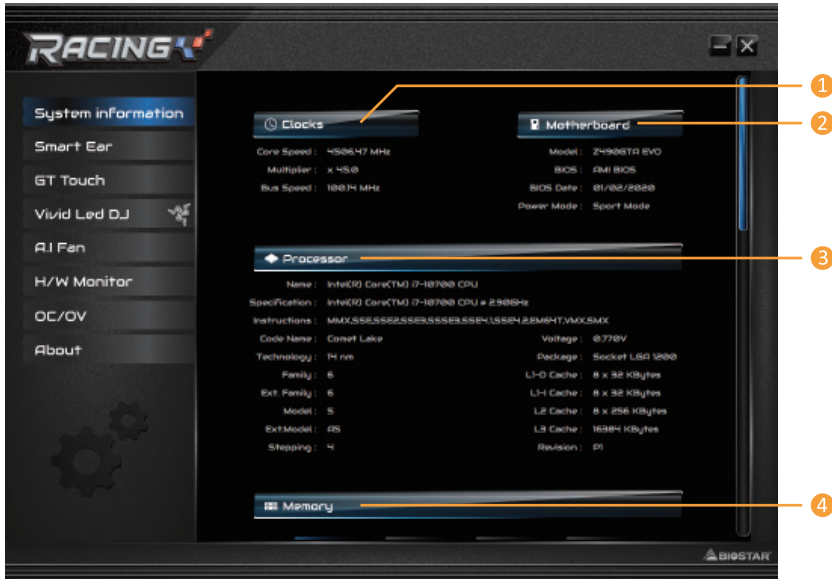 RACING
System information
Smart Ear
GT Touch
Vivid Led DJ
A.I Fan
H/W Monitor
OC/OV
About
Clocks
Core Speed : 4506.47 MHz
Multiplier : x 45.0
Bus Speed : 100.14 MHz
Motherboard
Model : Z490GTA EVO
BIOS : AMI BIOS
BIOS Date : 01/02/2020
Power Mode : Sport Mode
Processor
Name : Intel(R) Core(TM) i7-10700 CPU
Specification : Intel(R) Core(TM) i7-10700 CPU @ 2.90GHz
Instructions : MMX,SSE,SSE2,SSE3,SSSE3,SSE4.1,SSE4.2,EM64T,VMX,SMX
Code Name : Comet Lake
Technology : 14 nm
Family : 6
Ext. Family : 6
Model : 5
Ext.Model : A5
Stepping : 4
Voltage : 0.770V
Package : Socket LGA 1200
L1-D Cache : 8 x 32 KBytes
L1-I Cache : 8 x 32 KBytes
L2 Cache : 8 x 256 KBytes
L3 Cache : 16384 KBytes
Revision : P1
Memory
BIOSTAR
1
2
3
4